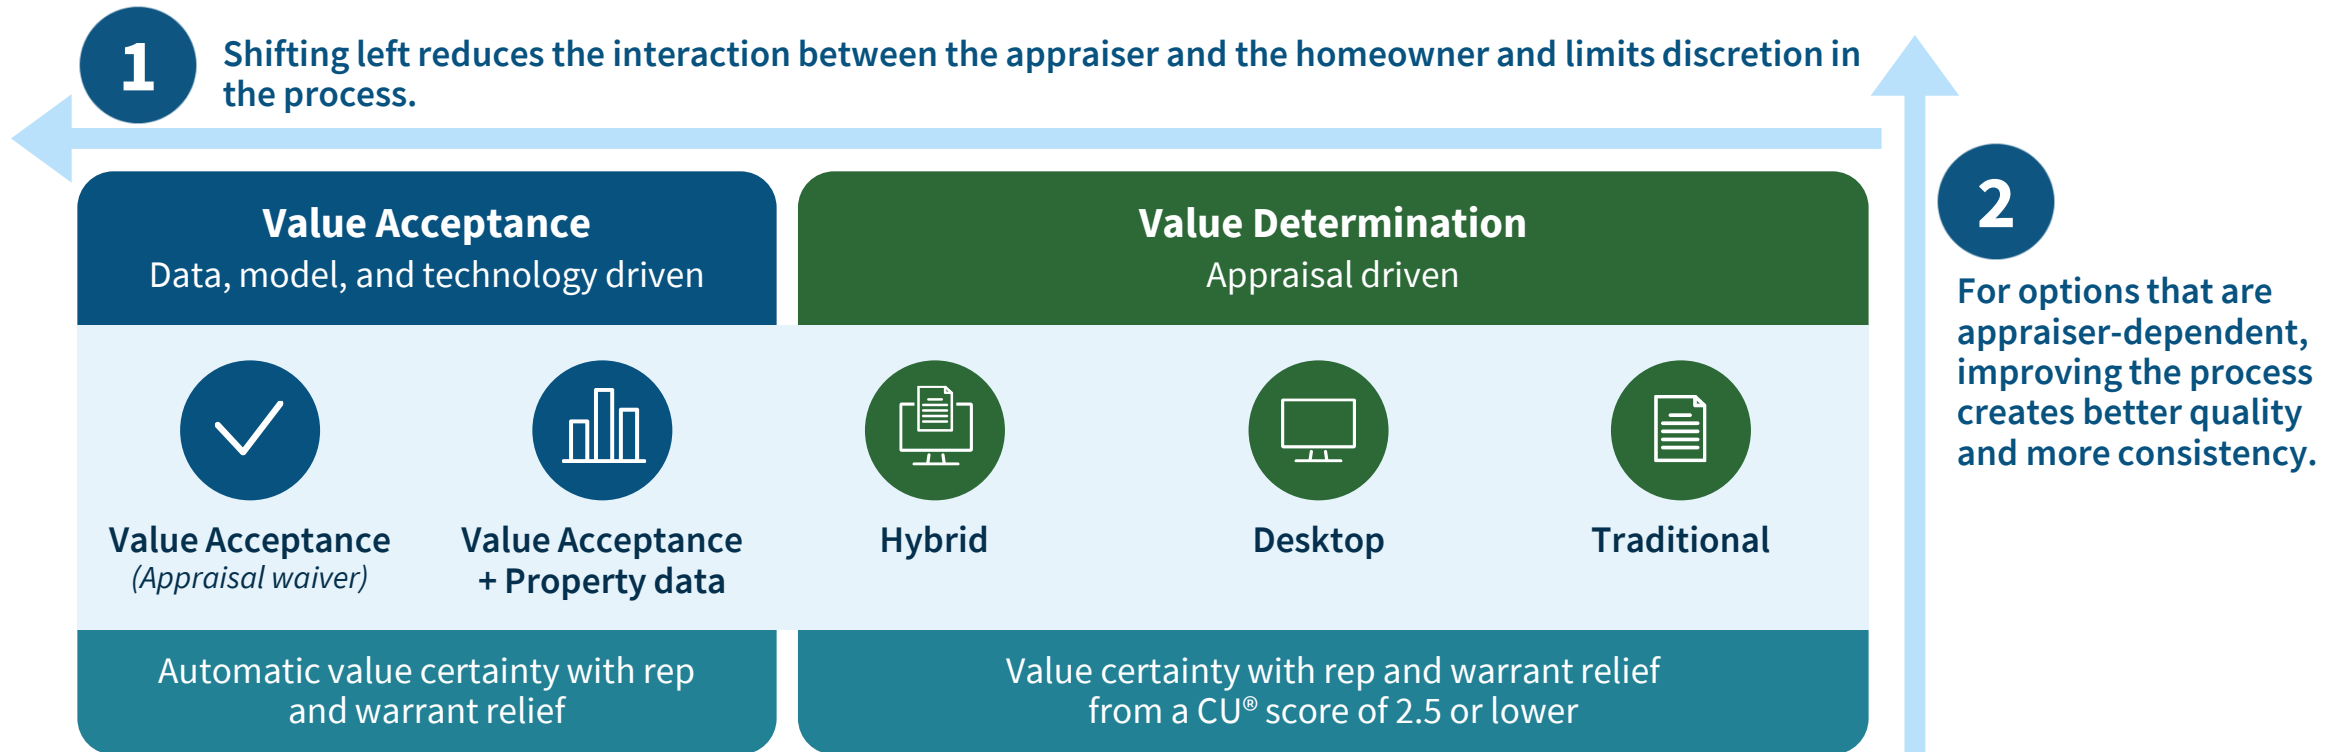 1
Shifting left reduces the interaction between the appraiser and the homeowner and limits discretion in
the process.
Value Acceptance
Data, model, and technology driven
Value Determination
Appraisal driven
2
For options that are
appraiser-dependent,
improving the process
creates better quality
and more consistency.
Value Acceptance
(Appraisal waiver)
Value Acceptance
+ Property data
Hybrid
Desktop
Traditional
Automatic value certainty with rep
and warrant relief
Value certainty with rep and warrant relief
from a CU® score of 2.5 or lower